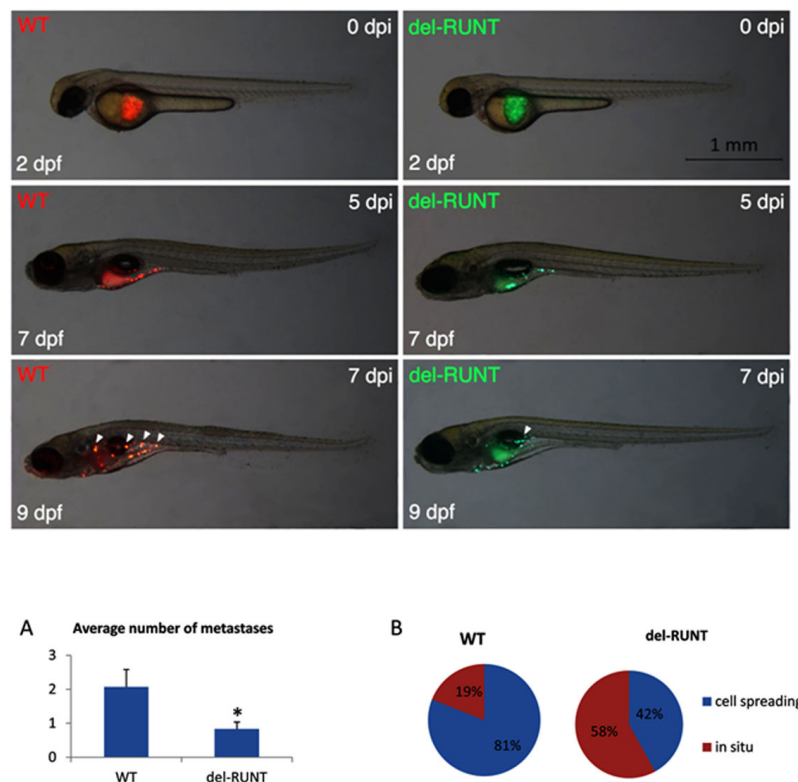 WT 0 dpi
2 dpf
del-RUNT 0 dpi
1 mm
2 dpf
WT 5 dpi
7 dpf
del-RUNT 5 dpi
7 dpf
WT 7 dpi
9 dpf
del-RUNT 7 dpi
9 dpf
A Average number of metastases
3
2
1
0
*
WT del-RUNT
B
WT del-RUNT
19%
81%
42%
58%
cell spreading
in situ